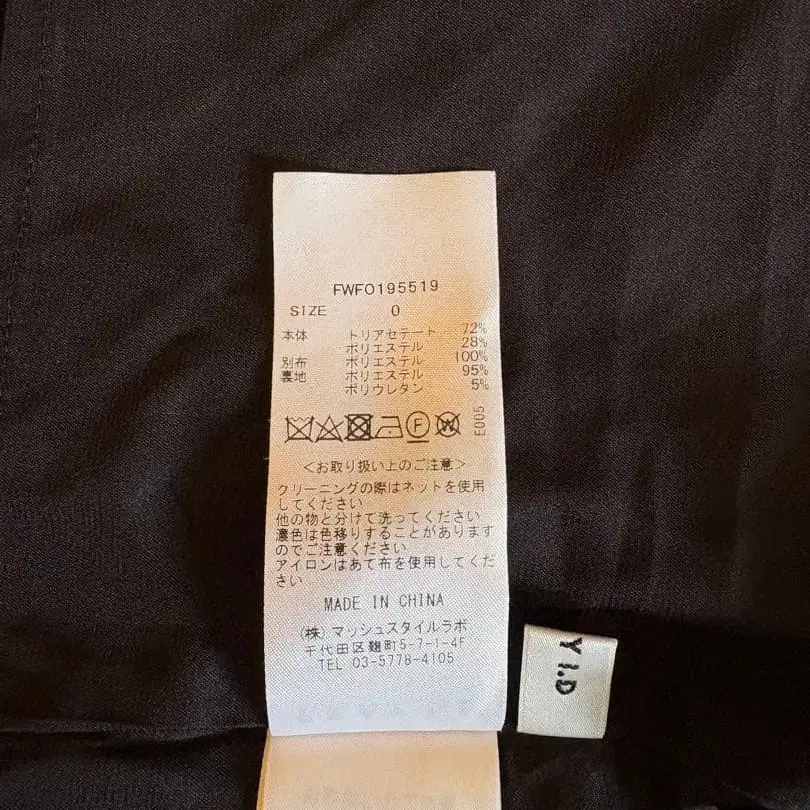 FWFO195519
SIZE 0
本体 トリアセテート 72%
ポリエステル 28%
別布 ポリエステル 100%
裏地 ポリエステル 95%
ポリウレタン 5%
F W E005
<お取り扱い上のご注意>
クリーニングの際はネットを使用
してください
他の物と分けて洗ってください
濃色は色移りすることがあります
のでご注意ください
アイロンはあて布を使用してくだ
さい
MADE IN CHINA
(株)マッシュスタイルラボ
千代田区麹町5-7-1-4F
TEL 03-5778-4105
Y I.D